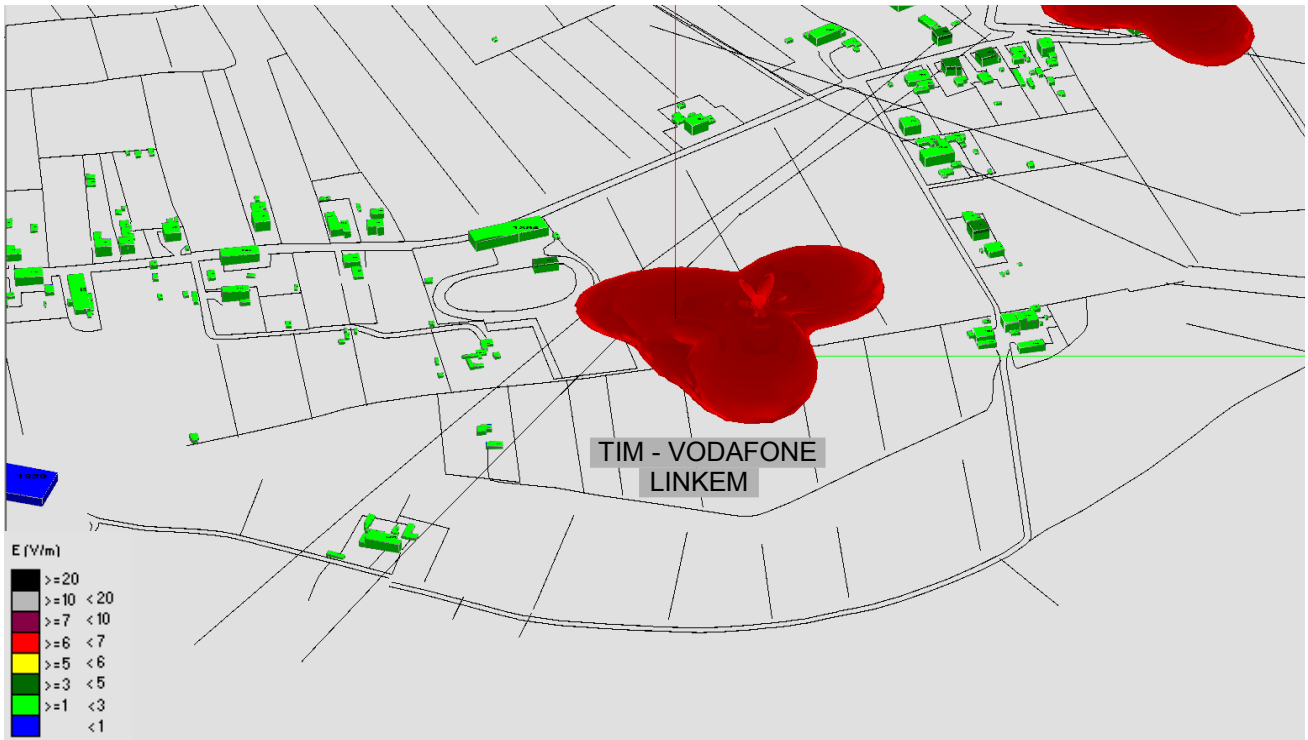 TIM - VODAFONE
LINKEM
E (V/m)
>=20
>=10 <20
>=7 <10
>=6 <7
>=5 <6
>=3 <5
>=1 <3
<1